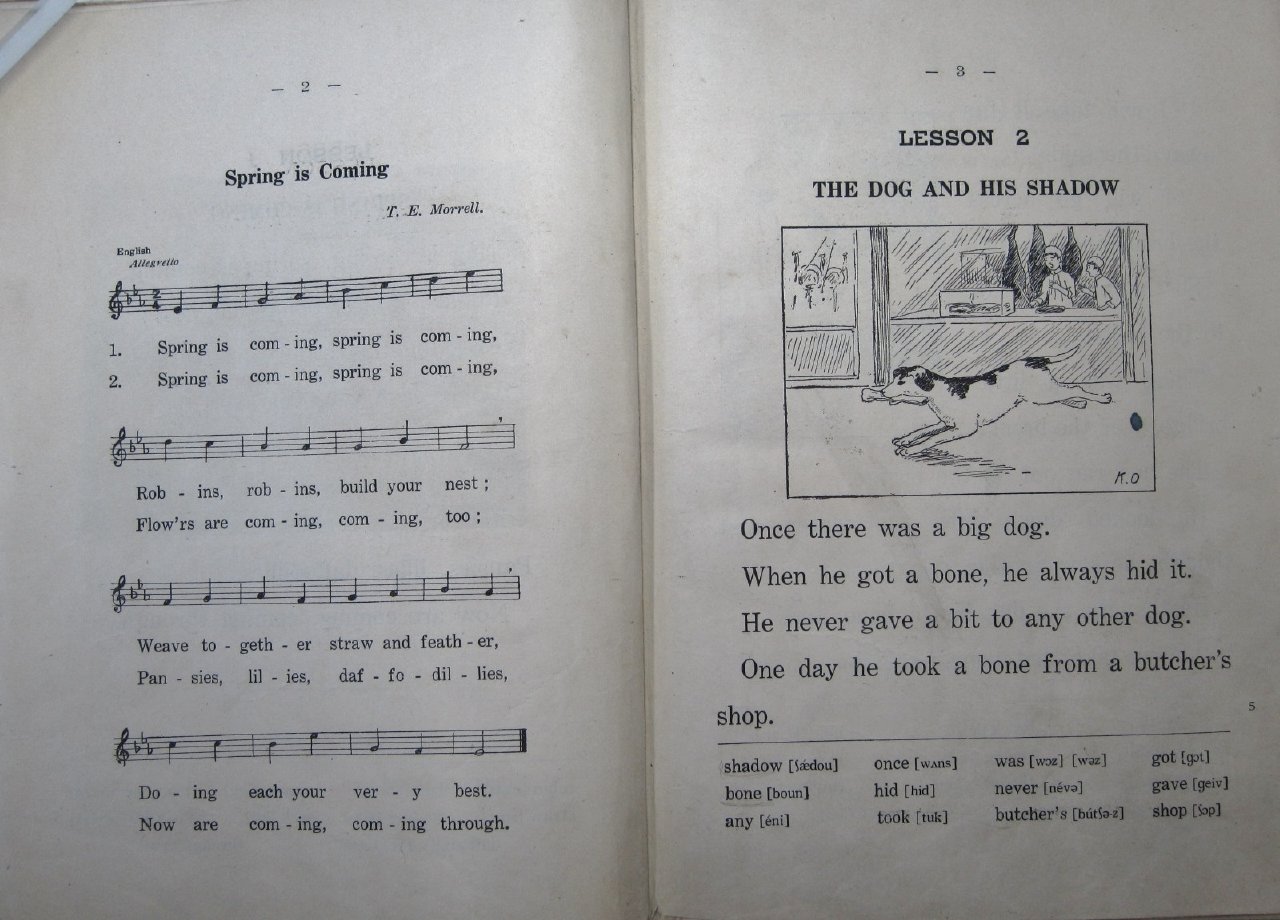 — 2 —
Spring is Coming
T. E. Morrell.
English
Allegretto
2
4
1. Spring is com - ing, spring is com - ing,
2. Spring is com - ing, spring is com - ing,
Rob - ins, rob - ins, build your nest ;
Flow'rs are com - ing, com - ing, too ;
Weave to - geth - er straw and feath - er,
Pan - sies, lil - ies, daf - fo - dil - lies,
Do - ing each your ver - y best.
Now are com - ing, com - ing through.
— 3 —
LESSON 2
THE DOG AND HIS SHADOW
K.O
Once there was a big dog.
When he got a bone, he always hid it.
He never gave a bit to any other dog.
One day he took a bone from a butcher's
shop.
5
shadow [ʃǽdou] once [wʌns] was [wɔz] [wəz] got [gɔt]
bone [boun] hid [hid] never [névə] gave [geiv]
any [éni] took [tuk] butcher's [bútʃə-z] shop [ʃɔp]